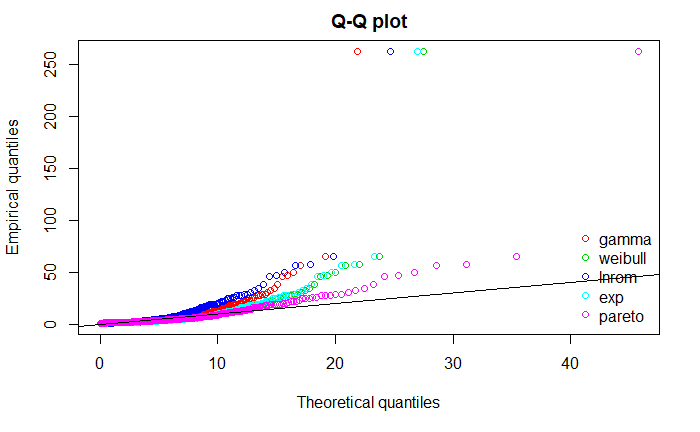 Q-Q plot
Empirical quantiles
250
200
150
100
50
0
gamma
weibull
lnrom
exp
pareto
0 10 20 30 40
Theoretical quantiles